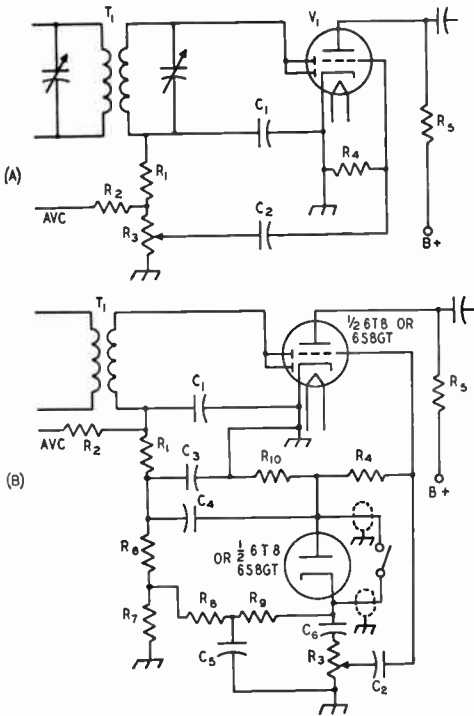 T₁
V₁
C₁
R₅
(A)
R₁
R₄
R₂
AVC
R₃
C₂
B+
T₁
½ 6T8 OR
6S8GT
C₁
R₅
R₂
AVC
R₁
(B)
C₃
R₁₀
R₄
B+
C₄
R₆
OR ½ 6T8
6S8GT
R₇
R₈
R₉
C₆
C₅
R₃
C₂